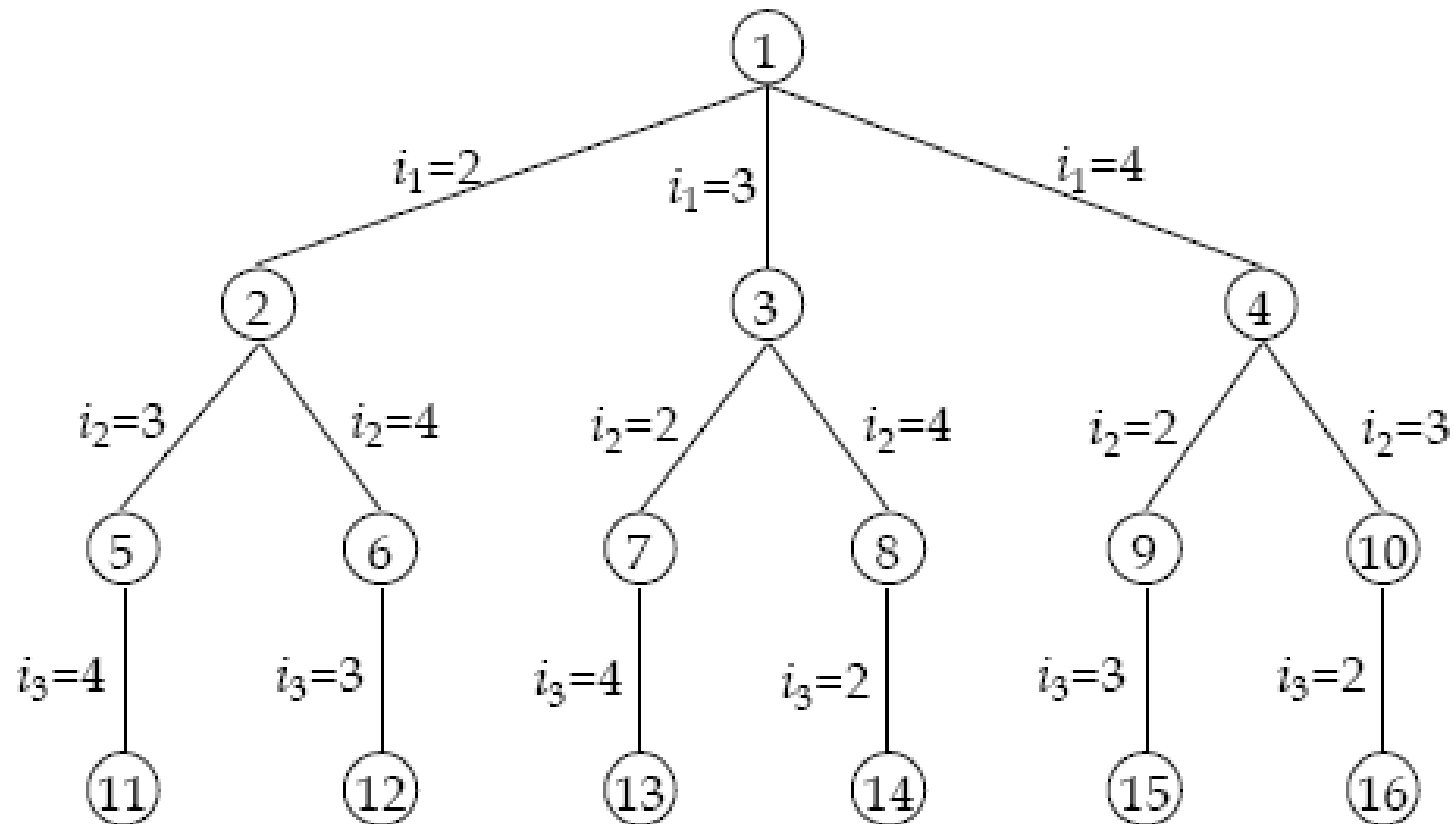 1
i₁=2
i₁=3
i₁=4
2
3
4
i₂=3
i₂=4
i₂=2
i₂=4
i₂=2
i₂=3
5
6
7
8
9
10
i₃=4
i₃=3
i₃=4
i₃=2
i₃=3
i₃=2
11
12
13
14
15
16